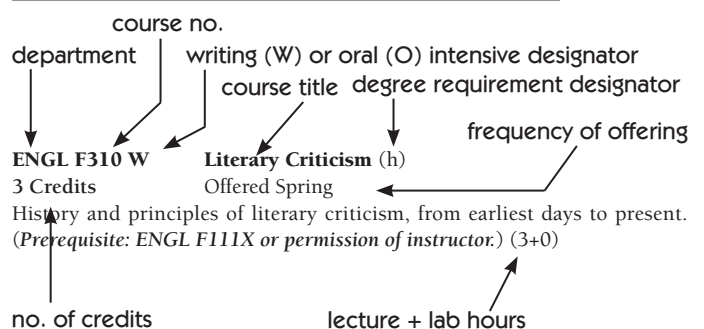 course no.
department writing (W) or oral (O) intensive designator
course title degree requirement designator
frequency of offering
ENGL F310 W Literary Criticism (h)
3 Credits Offered Spring
History and principles of literary criticism, from earliest days to present.
(Prerequisite: ENGL F111X or permission of instructor.) (3+0)
no. of credits lecture + lab hours